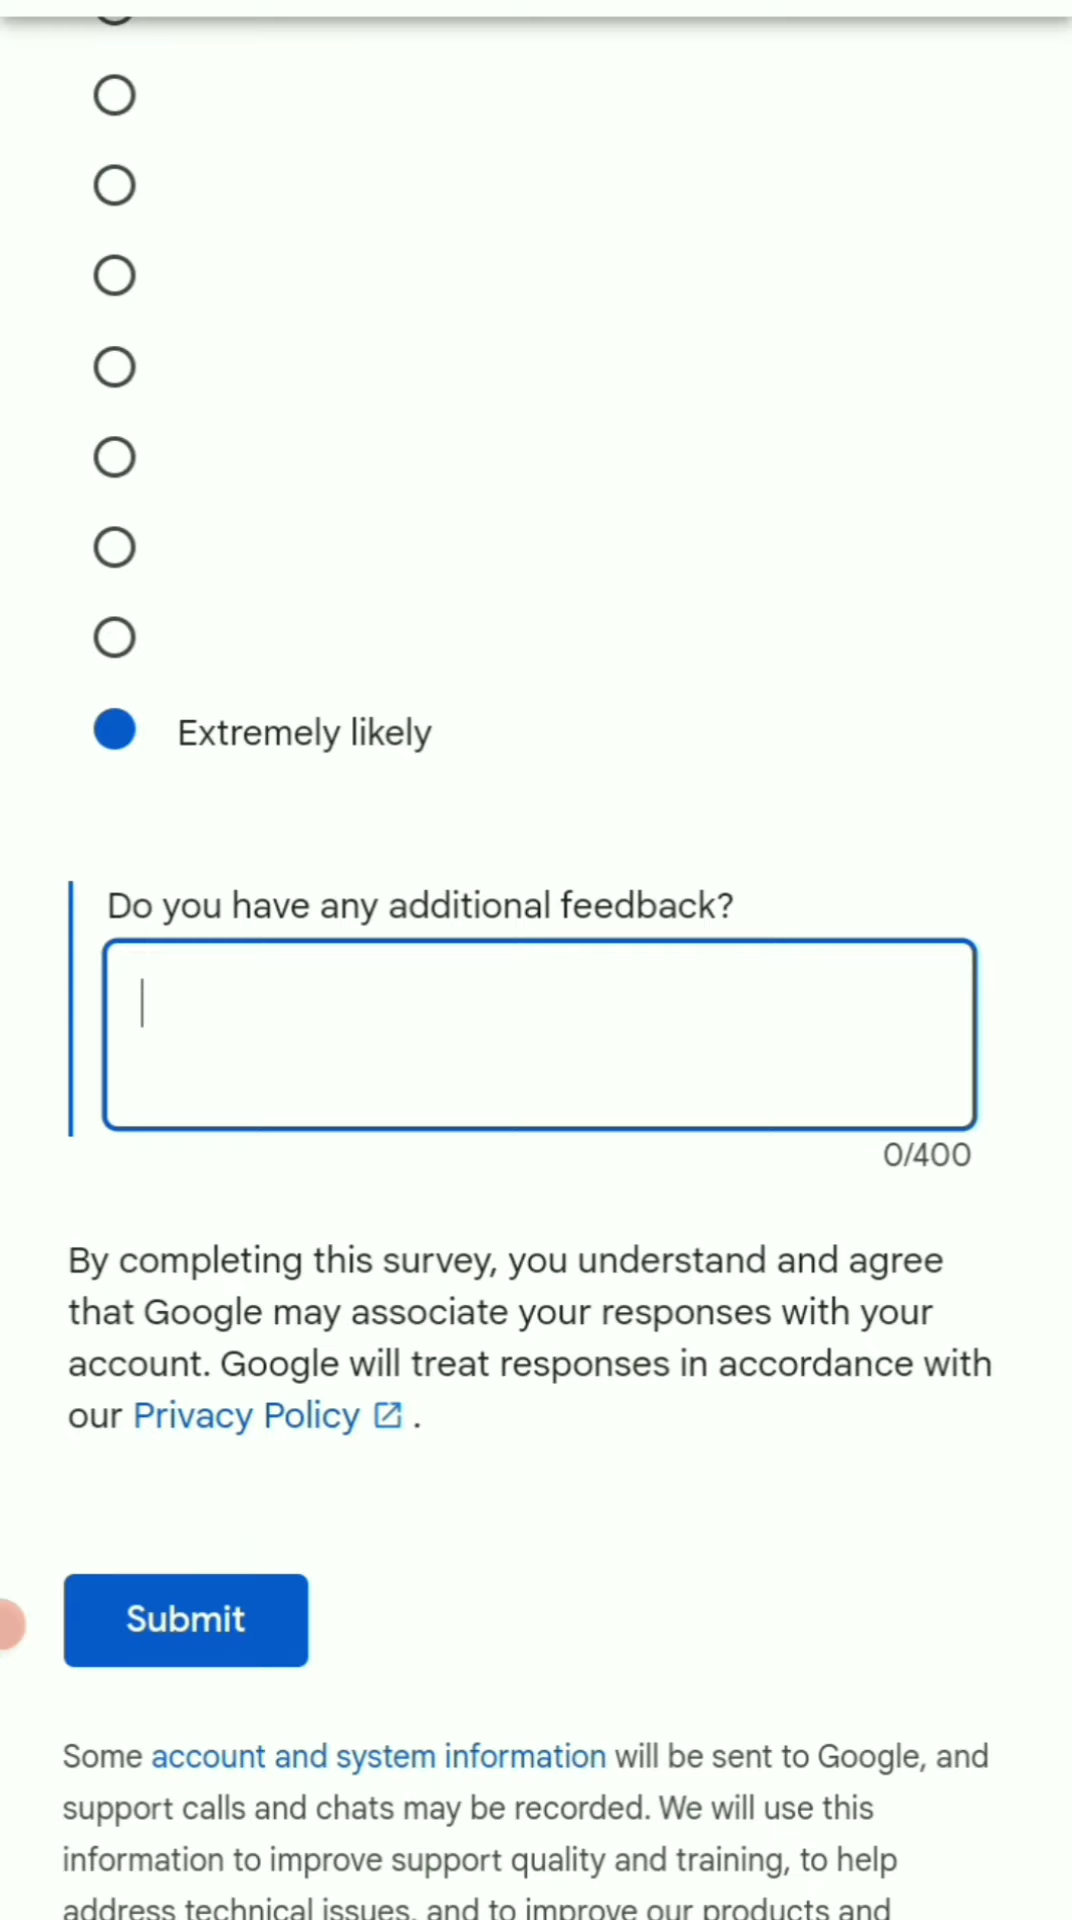 Extremely likely
Do you have any additional feedback?
0/400
By completing this survey, you understand and agree
that Google may associate your responses with your
account. Google will treat responses in accordance with
our Privacy Policy .
Submit
Some account and system information will be sent to Google, and
support calls and chats may be recorded. We will use this
information to improve support quality and training, to help
address technical issues, and to improve our products and